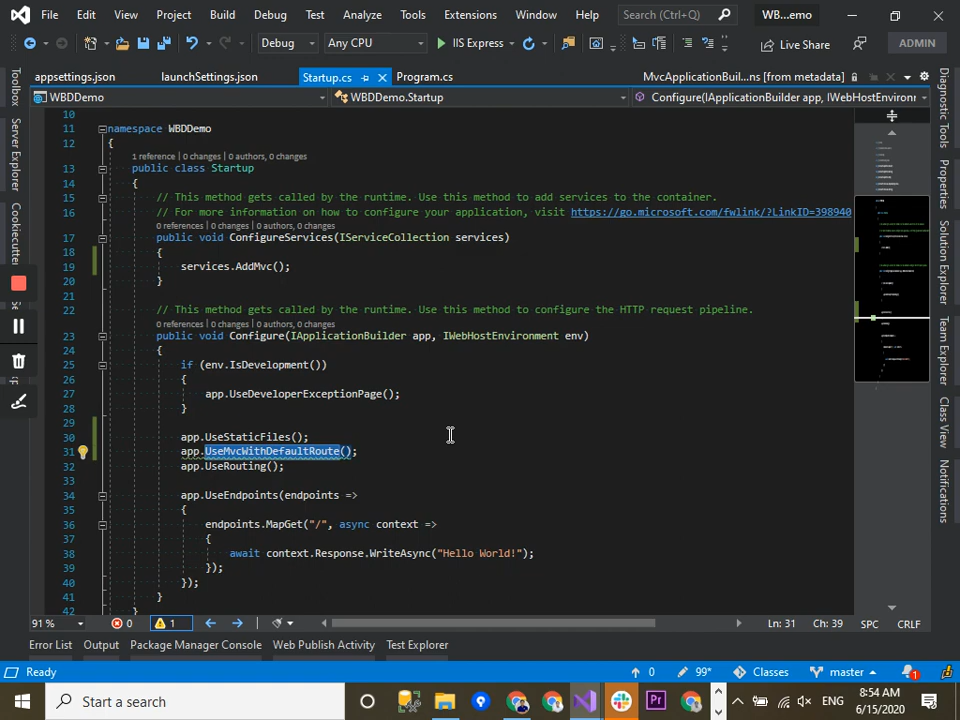 File Edit View Project Build Debug Test Analyze Tools Extensions Window Help Search (Ctrl+Q) WB...emo
Debug Any CPU IIS Express Live Share ADMIN
appsettings.json launchSettings.json Startup.cs Program.cs MvcApplicationBuil...ns [from metadata]
WBDDemo WBDDemo.Startup Configure(IApplicationBuilder app, IWebHostEnvironm
10
11 namespace WBDDemo
12 {
1 reference | 0 changes | 0 authors, 0 changes
13 public class Startup
14 {
15 // This method gets called by the runtime. Use this method to add services to the container.
16 // For more information on how to configure your application, visit https://go.microsoft.com/fwlink/?LinkID=398940
0 references | 0 changes | 0 authors, 0 changes
17 public void ConfigureServices(IServiceCollection services)
18 {
19 services.AddMvc();
20 }
21
22 // This method gets called by the runtime. Use this method to configure the HTTP request pipeline.
0 references | 0 changes | 0 authors, 0 changes
23 public void Configure(IApplicationBuilder app, IWebHostEnvironment env)
24 {
25 if (env.IsDevelopment())
26 {
27 app.UseDeveloperExceptionPage();
28 }
29
30 app.UseStaticFiles();
31 app.UseMvcWithDefaultRoute();
32 app.UseRouting();
33
34 app.UseEndpoints(endpoints =>
35 {
36 endpoints.MapGet("/", async context =>
37 {
38 await context.Response.WriteAsync("Hello World!");
39 });
40 });
41 }
42 }
Toolbox
Server Explorer
Cookiecutter
Diagnostic Tools
Properties
Solution Explorer
Team Explorer
Class View
Notifications
91 % 0 1 Ln: 31 Ch: 39 SPC CRLF
Error List Output Package Manager Console Web Publish Activity Test Explorer
Ready 0 99* Classes master 1
Type here
Start a search ENG 8:54 AM
6/15/2020